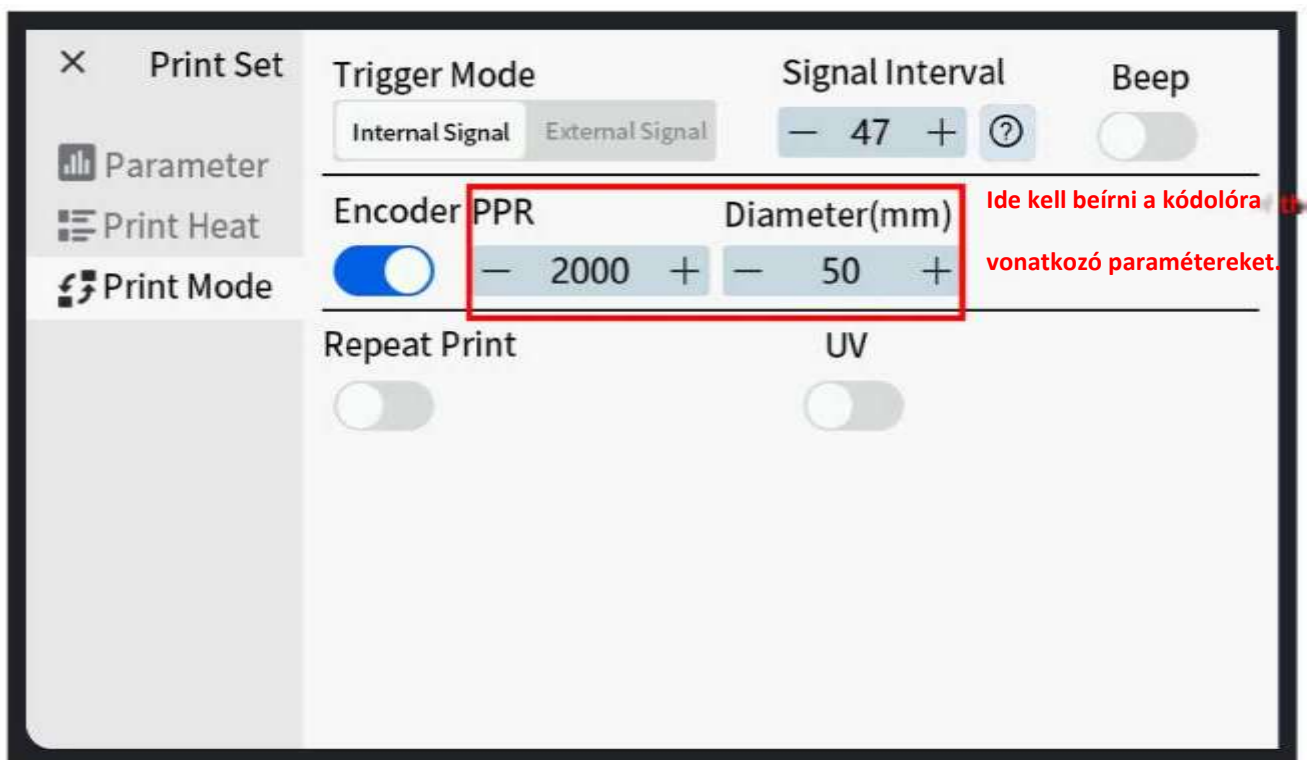 Print Set
Parameter
Print Heat
Print Mode
Trigger Mode
Internal Signal External Signal
Signal Interval
− 47 +
Beep
Encoder PPR Diameter(mm)
− 2000 + − 50 +
Ide kell beírni a kódolóra
vonatkozó paramétereket.
Repeat Print UV